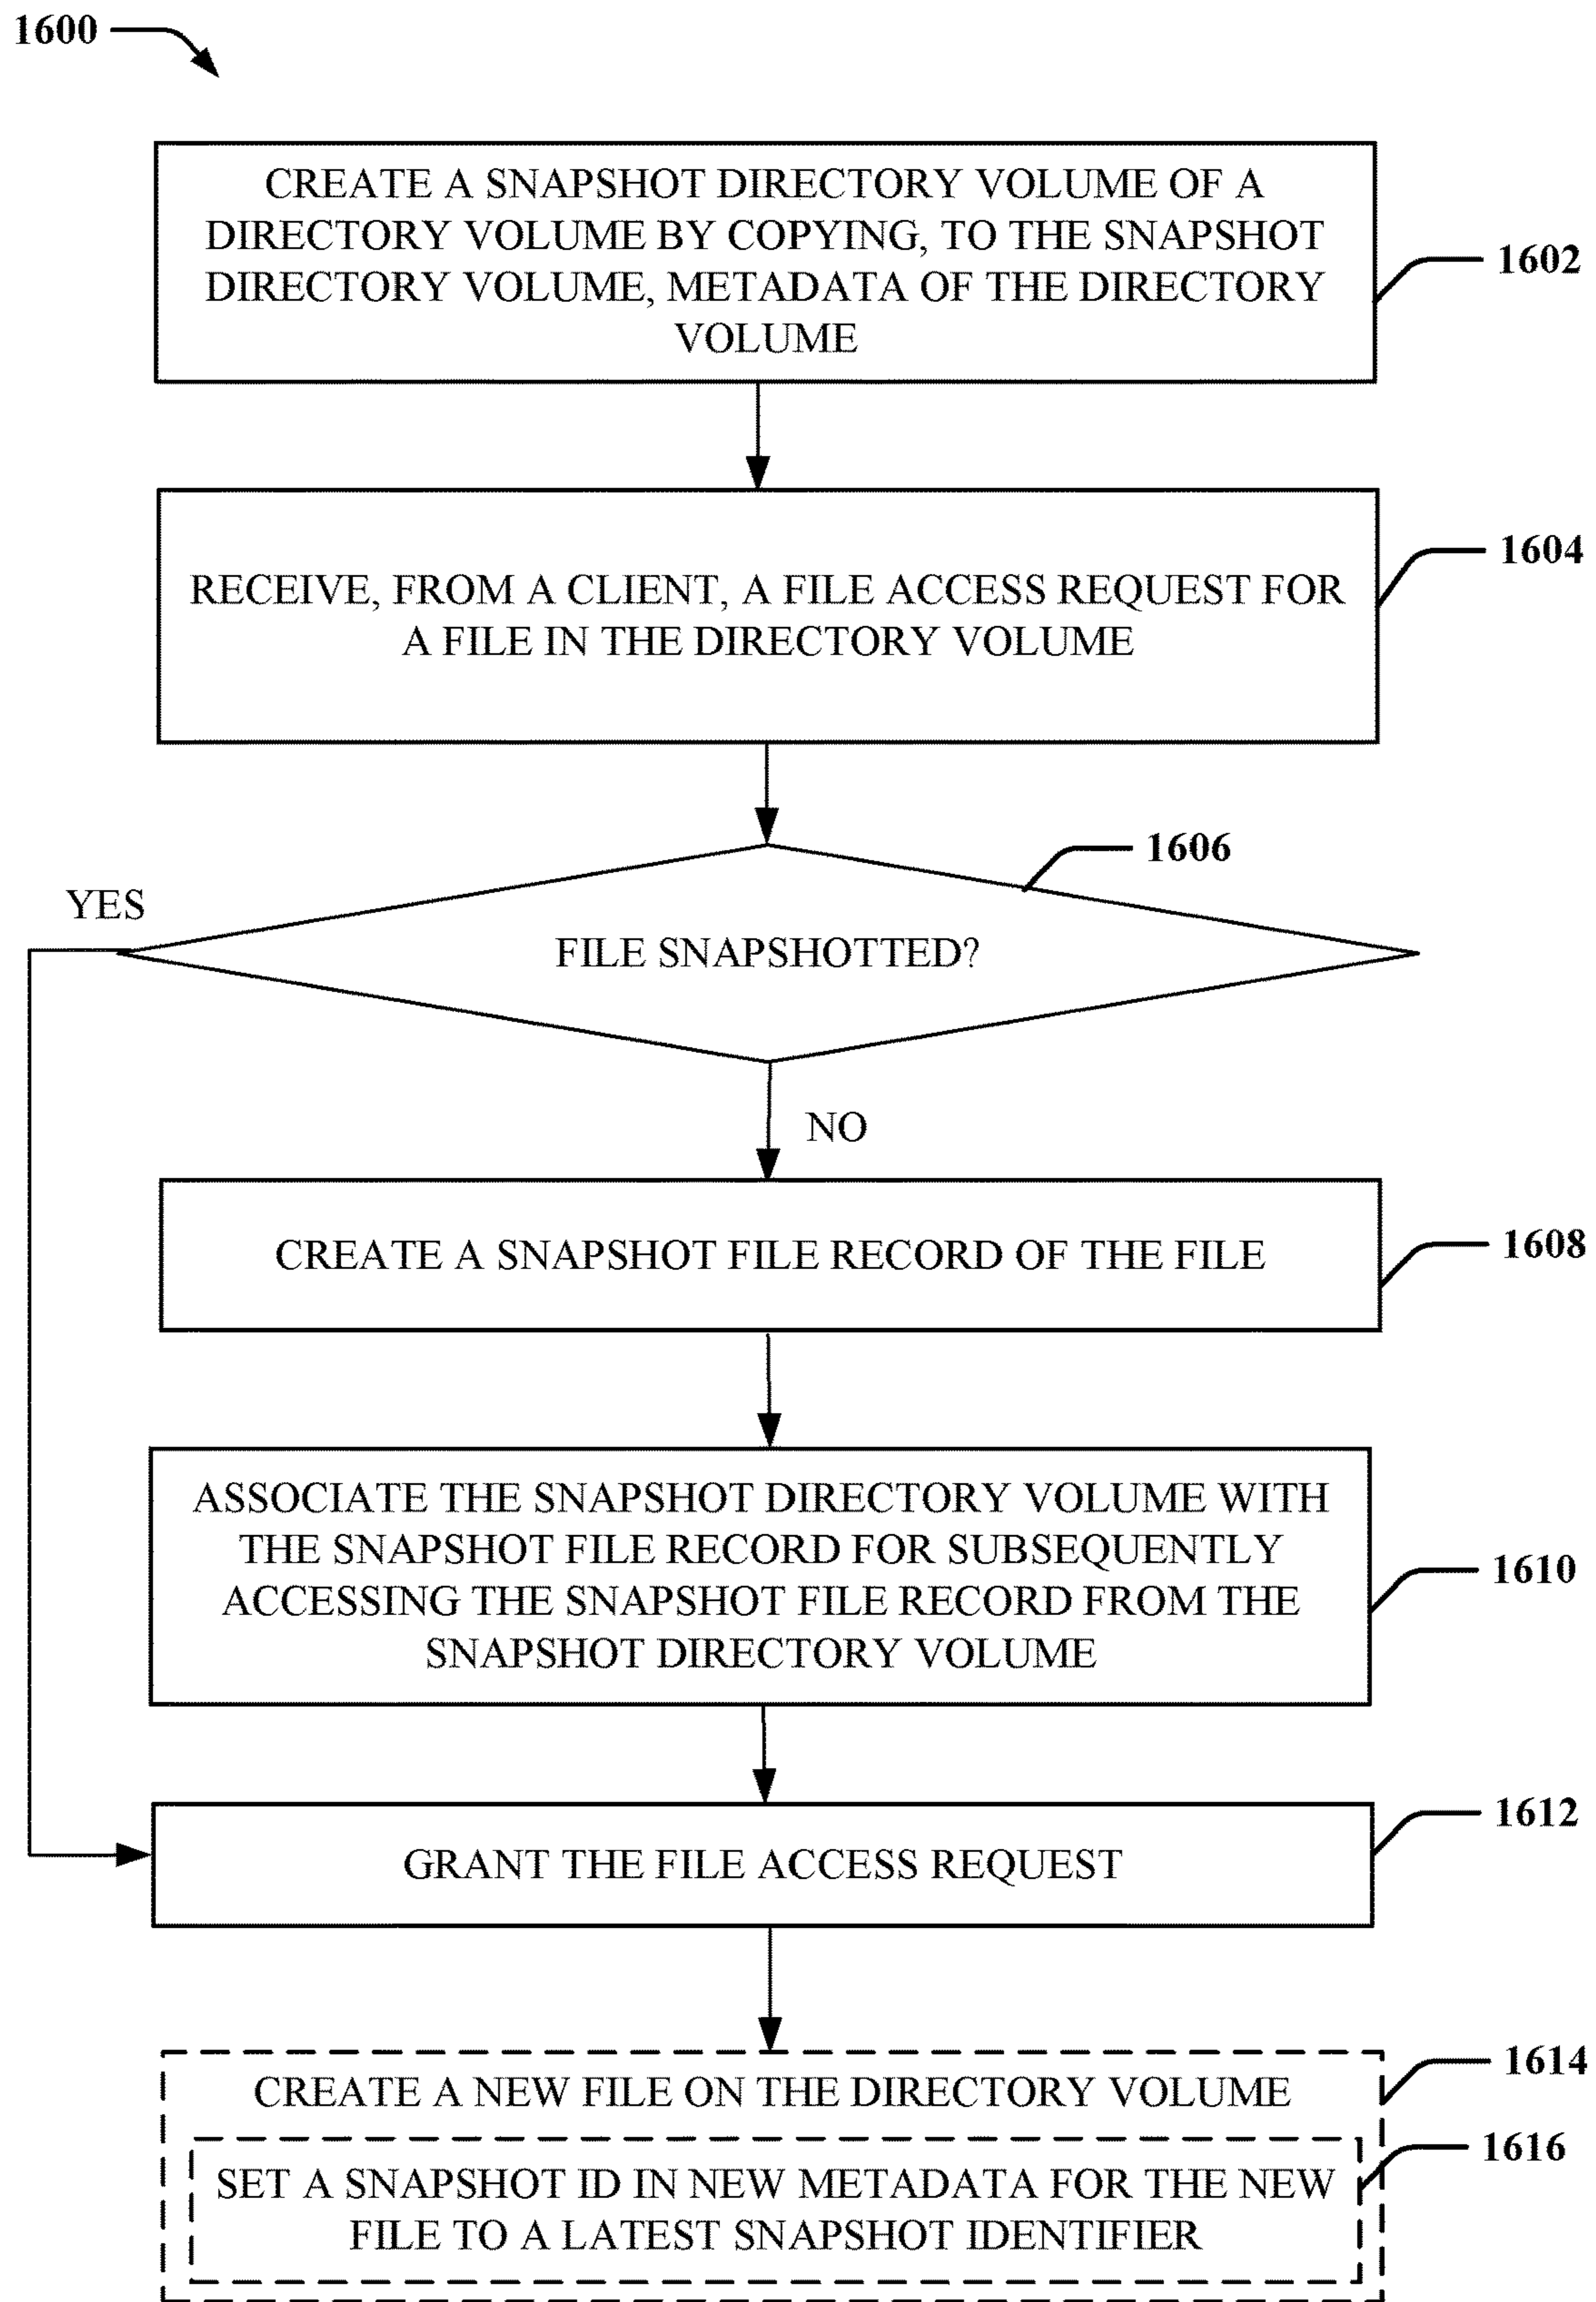 1600
CREATE A SNAPSHOT DIRECTORY VOLUME OF A
DIRECTORY VOLUME BY COPYING, TO THE SNAPSHOT
DIRECTORY VOLUME, METADATA OF THE DIRECTORY
VOLUME
1602
RECEIVE, FROM A CLIENT, A FILE ACCESS REQUEST FOR
A FILE IN THE DIRECTORY VOLUME
1604
1606
YES
FILE SNAPSHOTTED?
NO
CREATE A SNAPSHOT FILE RECORD OF THE FILE
1608
ASSOCIATE THE SNAPSHOT DIRECTORY VOLUME WITH
THE SNAPSHOT FILE RECORD FOR SUBSEQUENTLY
ACCESSING THE SNAPSHOT FILE RECORD FROM THE
SNAPSHOT DIRECTORY VOLUME
1610
GRANT THE FILE ACCESS REQUEST
1612
CREATE A NEW FILE ON THE DIRECTORY VOLUME
1614
SET A SNAPSHOT ID IN NEW METADATA FOR THE NEW
FILE TO A LATEST SNAPSHOT IDENTIFIER
1616